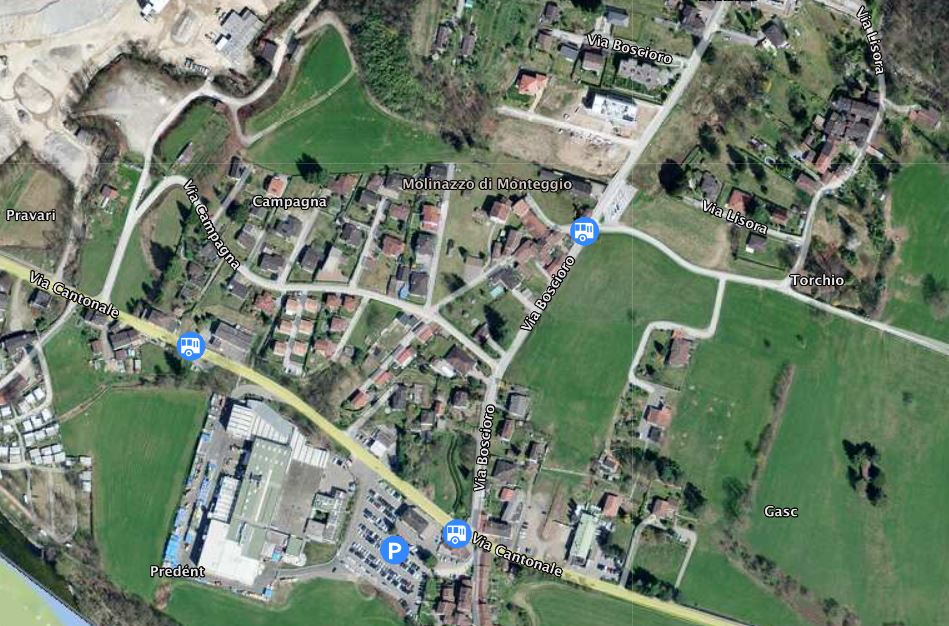 Via Lisora
Via Boscioro
Molinazzo di Monteggio
Via Campagna
Campagna
Pravari
Via Lisora
Via Cantonale
Torchio
Via Boscioro
Via Boscioro
Gasc
P
Via Cantonale
Predént